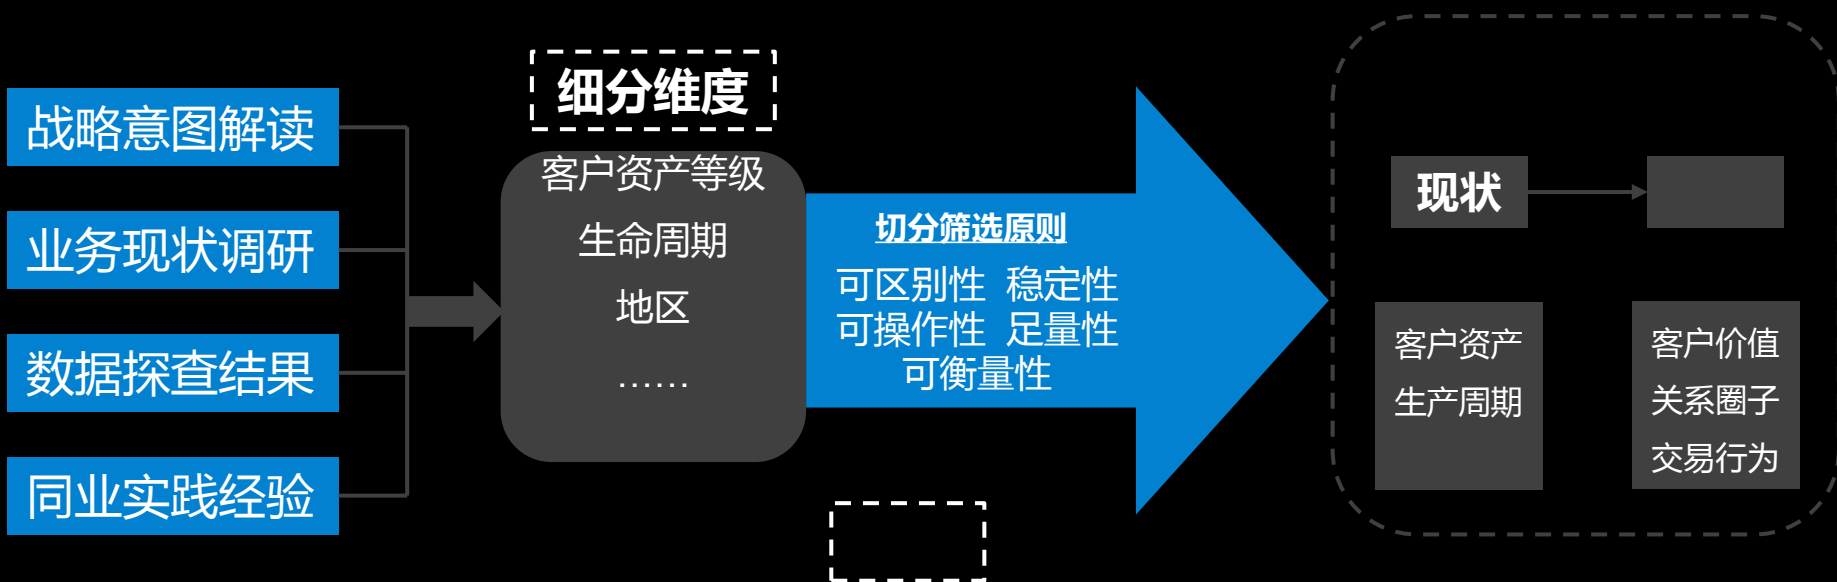 战略意图解读
业务现状调研
数据探查结果
同业实践经验
细分维度
客户资产等级
生命周期
地区
……
切分筛选原则
可区别性 稳定性
可操作性 足量性
可衡量性
现状
客户资产
生产周期
客户价值
关系圈子
交易行为